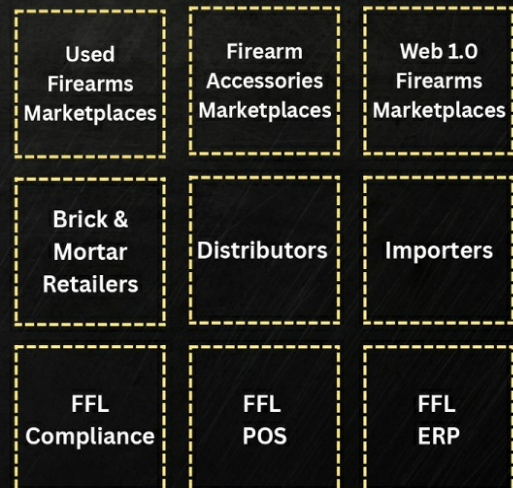 Used
Firearms
Marketplaces
Firearm
Accessories
Marketplaces
Web 1.0
Firearms
Marketplaces
Brick &
Mortar
Retailers
Distributors
Importers
FFL
Compliance
FFL
POS
FFL
ERP